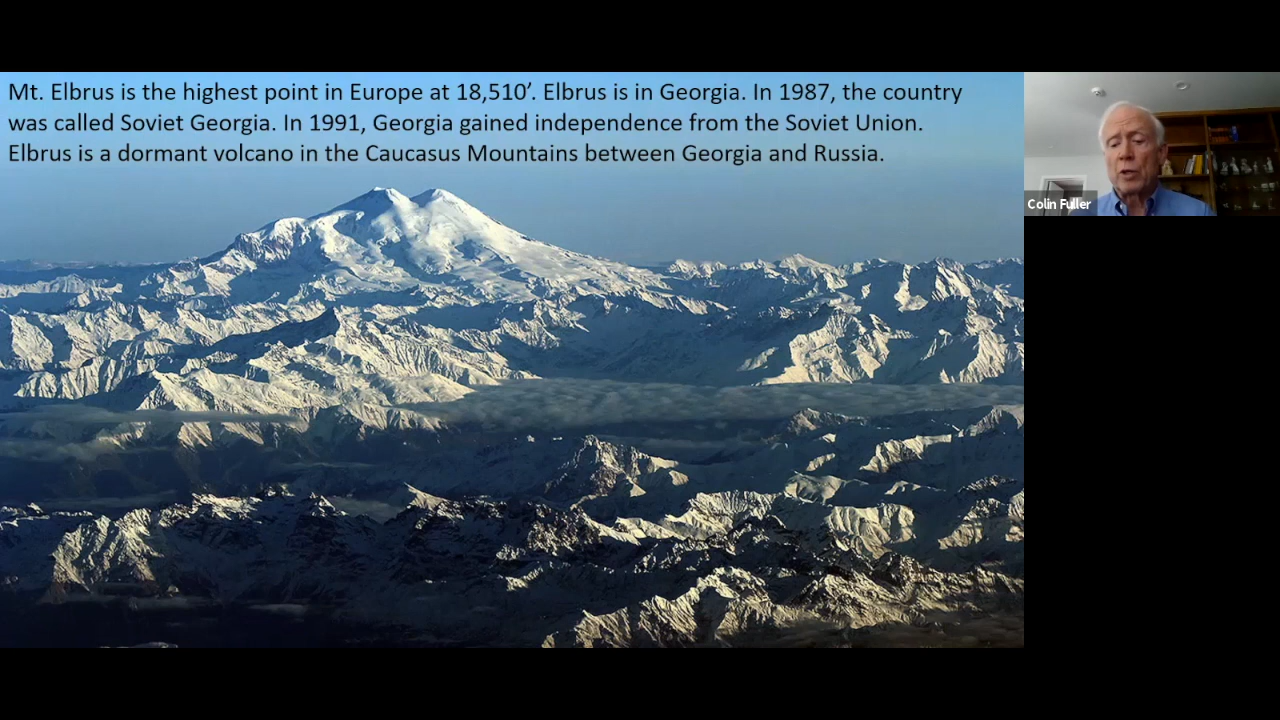 Mt. Elbrus is the highest point in Europe at 18,510’. Elbrus is in Georgia. In 1987, the country
was called Soviet Georgia. In 1991, Georgia gained independence from the Soviet Union.
Elbrus is a dormant volcano in the Caucasus Mountains between Georgia and Russia.
Colin Fuller